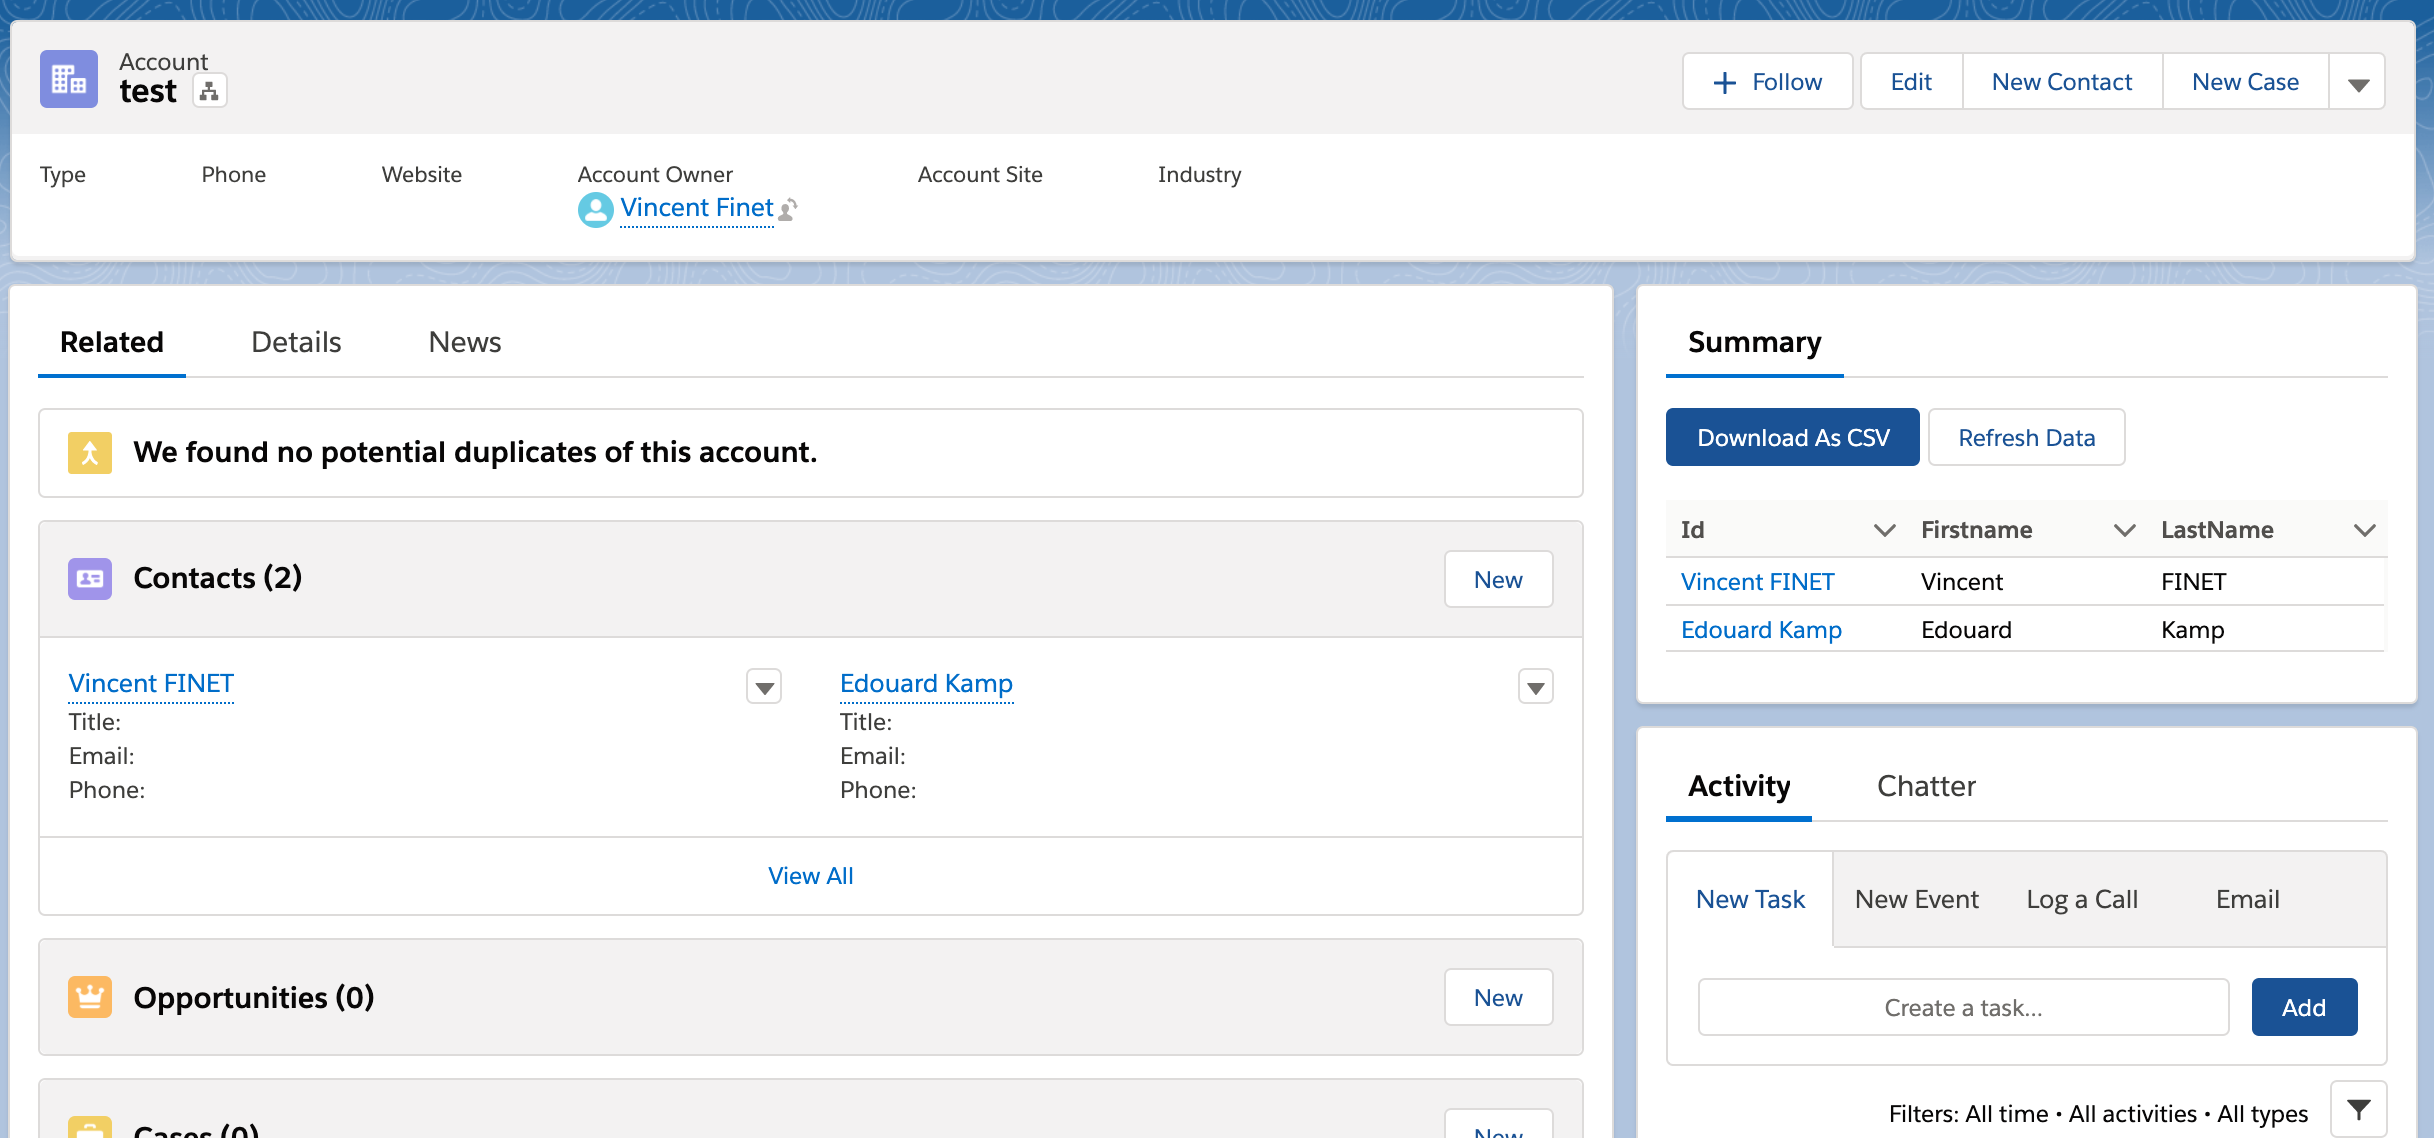 Account
test
Follow
Edit
New Contact
New Case
Type
Phone
Website
Account Owner
Account Site
Industry
Vincent Finet
Related
Details
News
We found no potential duplicates of this account.
Contacts (2)
New
Vincent FINET
Title:
Email:
Phone:
Edouard Kamp
Title:
Email:
Phone:
View All
Opportunities (0)
New
Cases (0)
New
Summary
Download As CSV
Refresh Data
Id Firstname LastName
Vincent FINET Vincent FINET
Edouard Kamp Edouard Kamp
Activity
Chatter
New Task
New Event
Log a Call
Email
Create a task...
Add
Filters: All time • All activities • All types